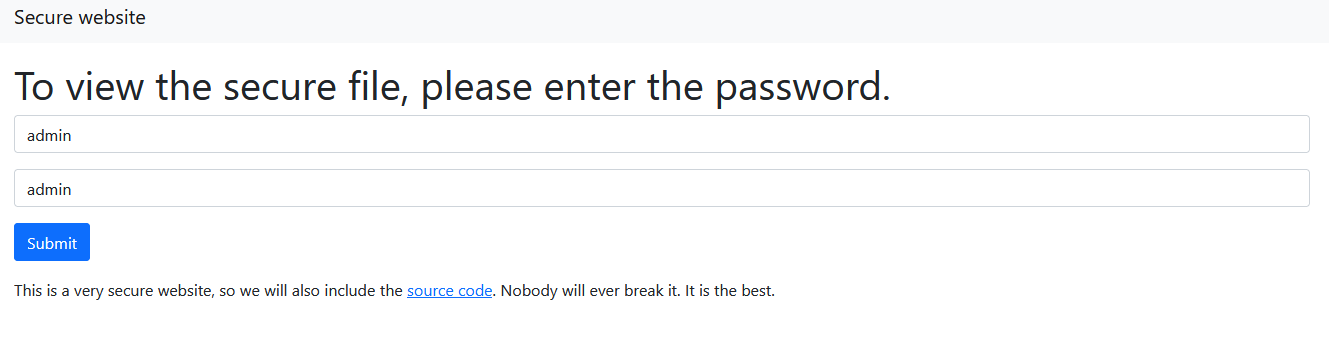 Secure website
To view the secure file, please enter the password.
admin
admin
Submit
This is a very secure website, so we will also include the source code. Nobody will ever break it. It is the best.